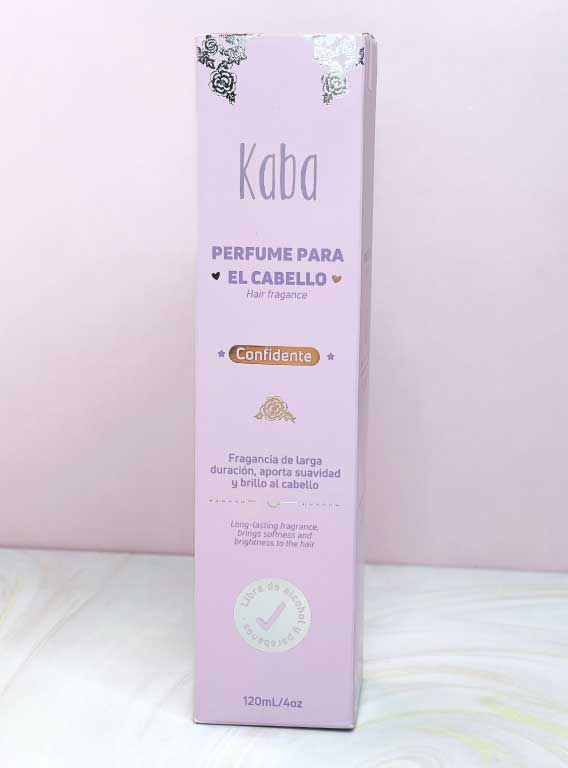 Kaba
PERFUME PARA
EL CABELLO
Hair fragance
Confidente
Fragancia de larga
duración, aporta suavidad
y brillo al cabello
Long-lasting fragrance,
brings softness and
brightness to the hair
Libre de alcohol y parabenos
120mL/4oz